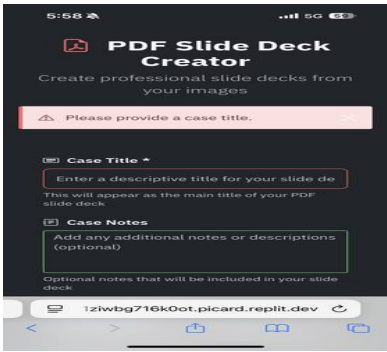 5:58
5G 69
PDF Slide Deck
Creator
Create professional slide decks from
your images
Please provide a case title.
Case Title *
Enter a descriptive title for your slide de
This will appear as the main title of your PDF
slide deck
Case Notes
Add any additional notes or descriptions
(optional)
Optional notes that will be included in your slide
deck
1ziwbg716k0ot.picard.replit.dev